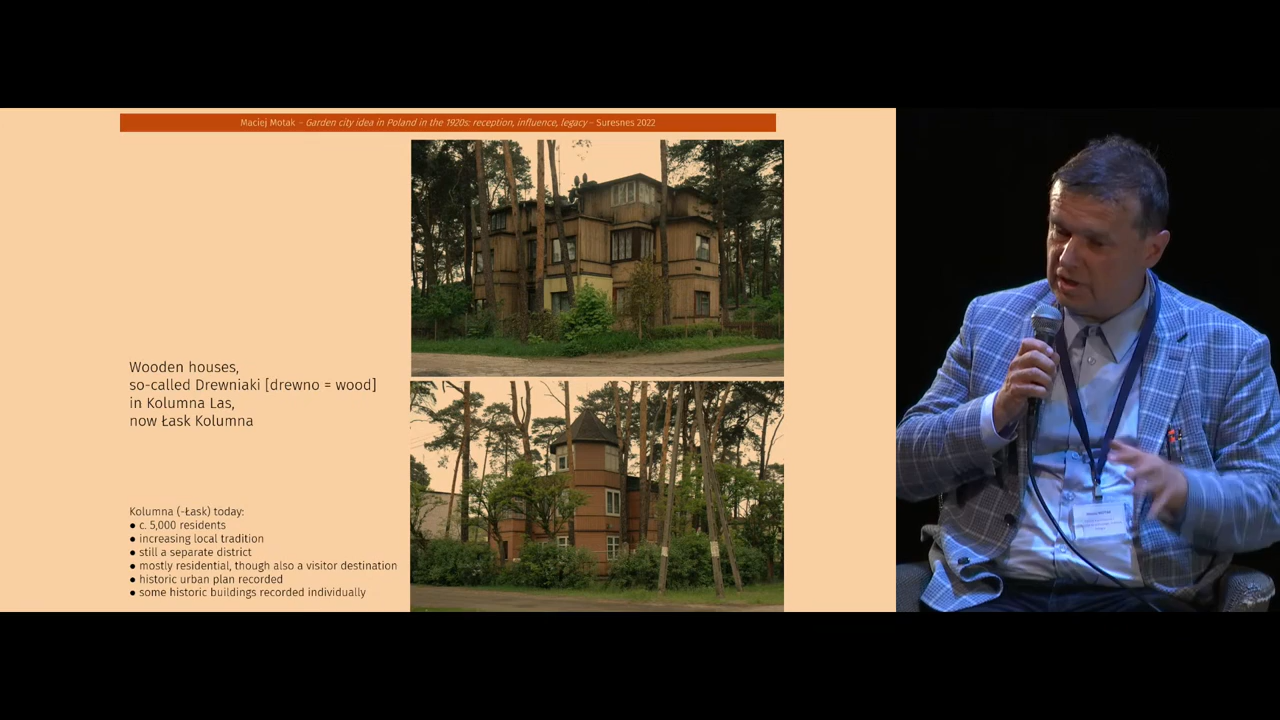 Maciej Motak – Garden city idea in Poland in the 1920s: reception, influence, legacy – Suresnes 2022
Wooden houses,
so-called Drewniaki [drewno = wood]
in Kolumna Las,
now Łask Kolumna
Kolumna (-Łask) today:
● c. 5,000 residents
● increasing local tradition
● still a separate district
● mostly residential, though also a visitor destination
● historic urban plan recorded
● some historic buildings recorded individually